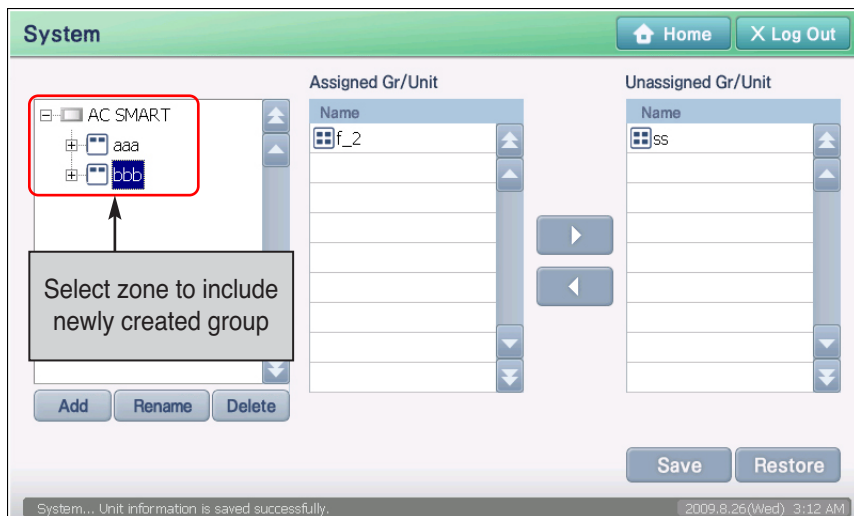 System
Home
X Log Out
Assigned Gr/Unit
Unassigned Gr/Unit
AC SMART
aaa
bbb
Name
f_2
Name
ss
Select zone to include
newly created group
Add
Rename
Delete
Save
Restore
System... Unit information is saved successfully.
2009.8.26(Wed) 3:12 AM